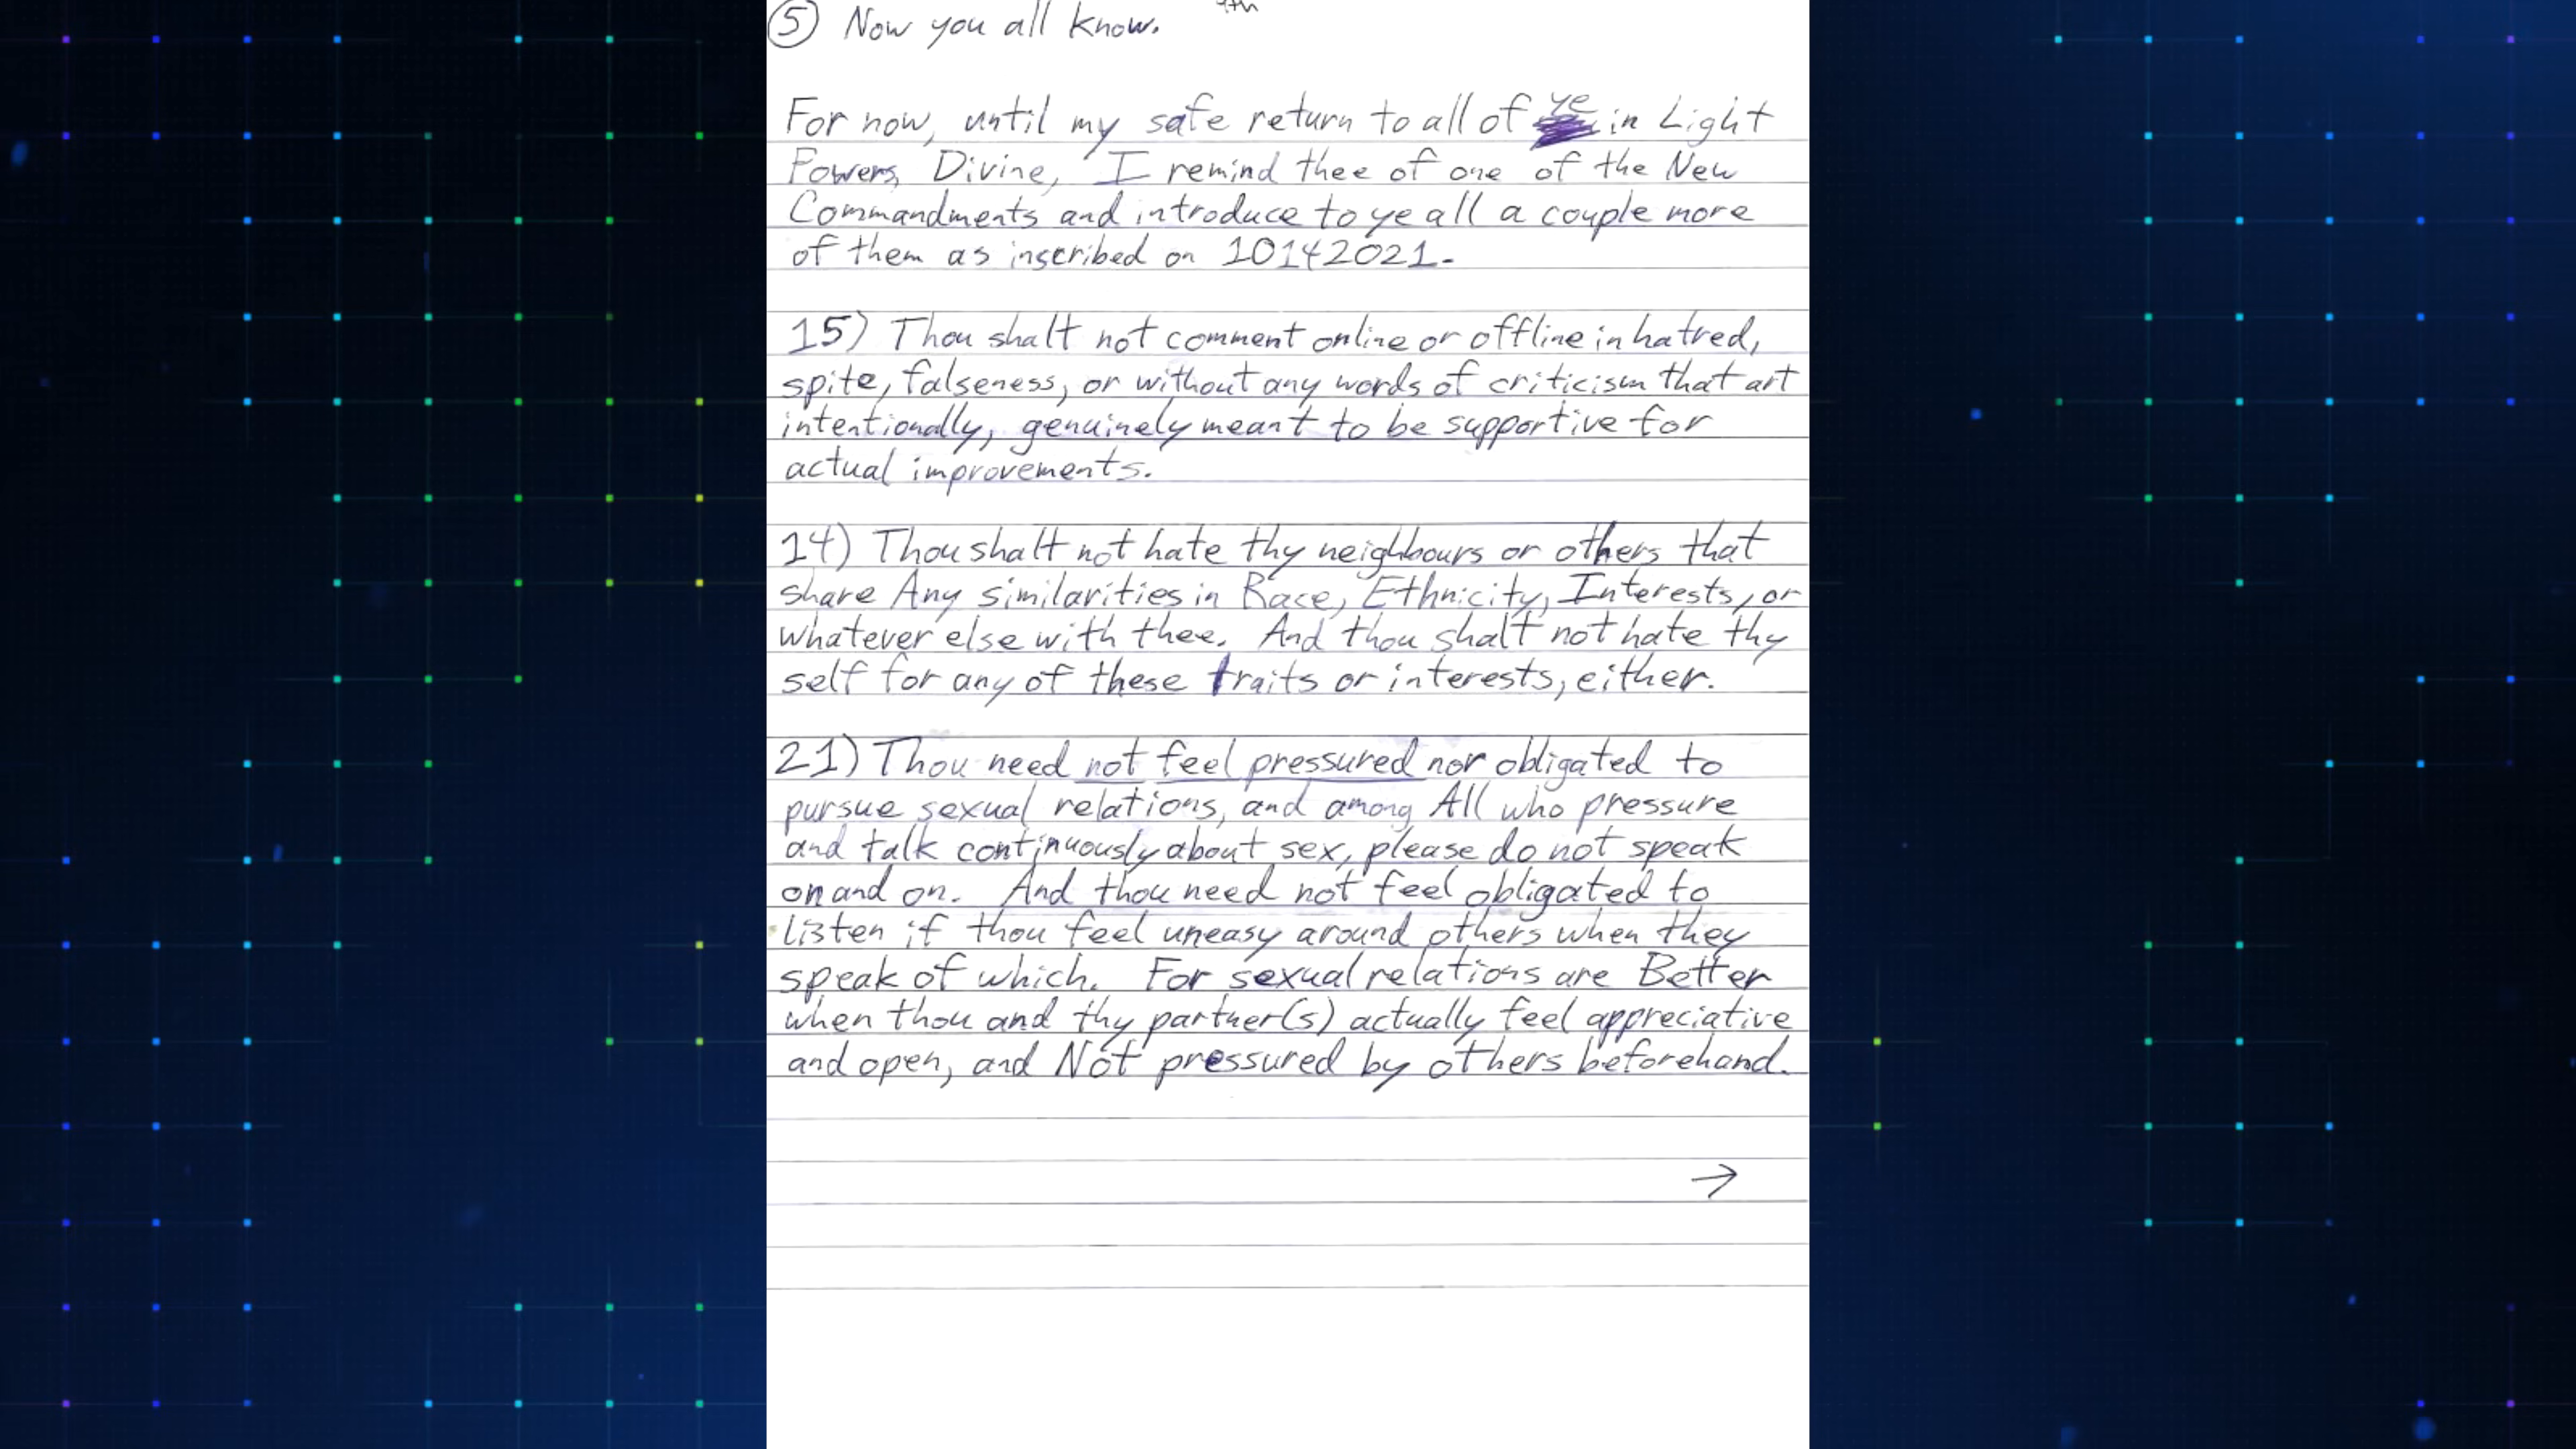 4th
⑤ Now you all know.
For now, until my safe return to all of ye in Light
Powers, Divine, I remind thee of one of the New
Commandments and introduce to ye all a couple more
of them as inscribed on 10142021.
15) Thou shalt not comment online or offline in hatred,
spite, falseness, or without any words of criticism that art
intentionally, genuinely meant to be supportive for
actual improvements.
14) Thou shalt not hate thy neighbours or others that
share Any similarities in Race, Ethnicity, Interests, or
whatever else with thee. And thou shalt not hate thy
self for any of these traits or interests, either.
21) Thou need not feel pressured nor obligated to
pursue sexual relations, and among All who pressure
and talk continuously about sex, please do not speak
on and on. And thou need not feel obligated to
listen if thou feel uneasy around others when they
speak of which. For sexual relations are Better
when thou and thy partner(s) actually feel appreciative
and open, and Not pressured by others beforehand.
→